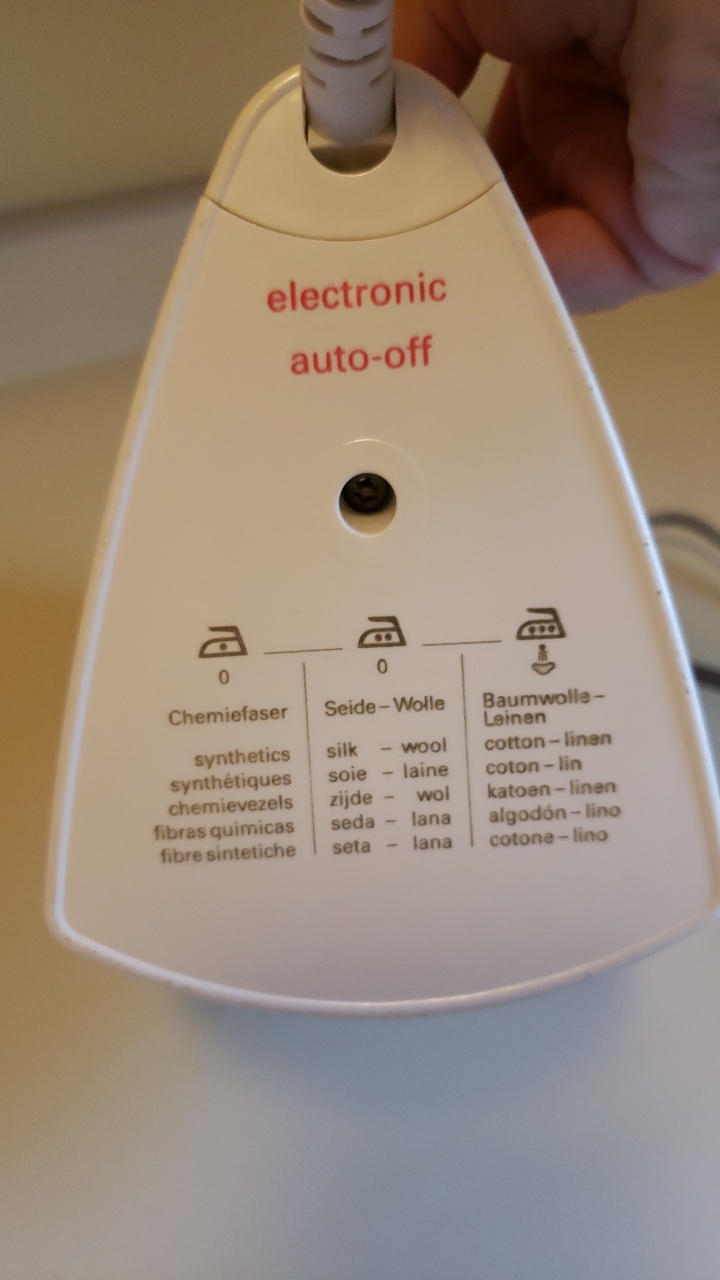 electronic
auto-off
0
0
Chemiefaser
synthetics
synthétiques
chemievezels
fibras quimicas
fibre sintetiche
Seide – Wolle
silk – wool
soie – laine
zijde – wol
seda – lana
seta – lana
Baumwolle –
Leinen
cotton – linen
coton – lin
katoen – linen
algodón – lino
cotone – lino